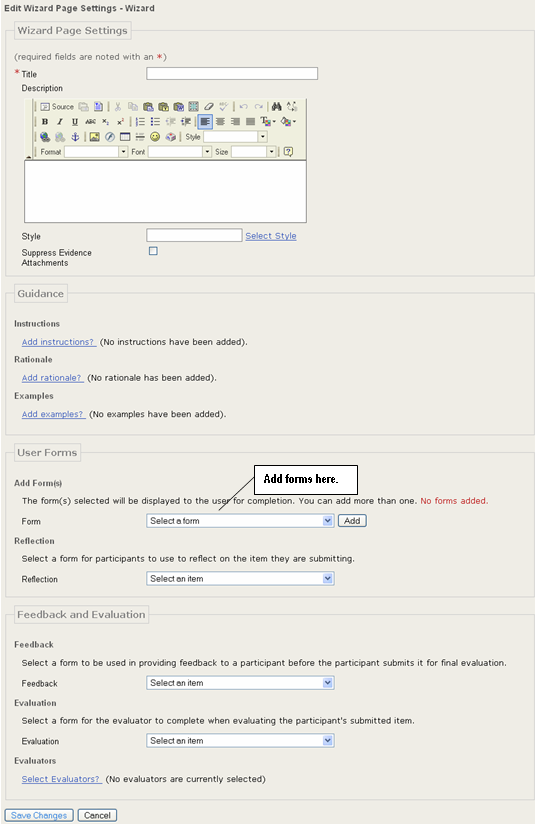 Edit Wizard Page Settings - Wizard
Wizard Page Settings
(required fields are noted with an *)
* Title
Description
Source
B I U ABC x₂ x²
Style
Format Font Size
Style Select Style
Suppress Evidence
Attachments
Guidance
Instructions
Add instructions? (No instructions have been added).
Rationale
Add rationale? (No rationale has been added).
Examples
Add examples? (No examples have been added).
User Forms
Add forms here.
Add Form(s)
The form(s) selected will be displayed to the user for completion. You can add more than one. No forms added.
Form Select a form Add
Reflection
Select a form for participants to use to reflect on the item they are submitting.
Reflection Select an item
Feedback and Evaluation
Feedback
Select a form to be used in providing feedback to a participant before the participant submits it for final evaluation.
Feedback Select an item
Evaluation
Select a form for the evaluator to complete when evaluating the participant's submitted item.
Evaluation Select an item
Evaluators
Select Evaluators? (No evaluators are currently selected)
Save Changes Cancel